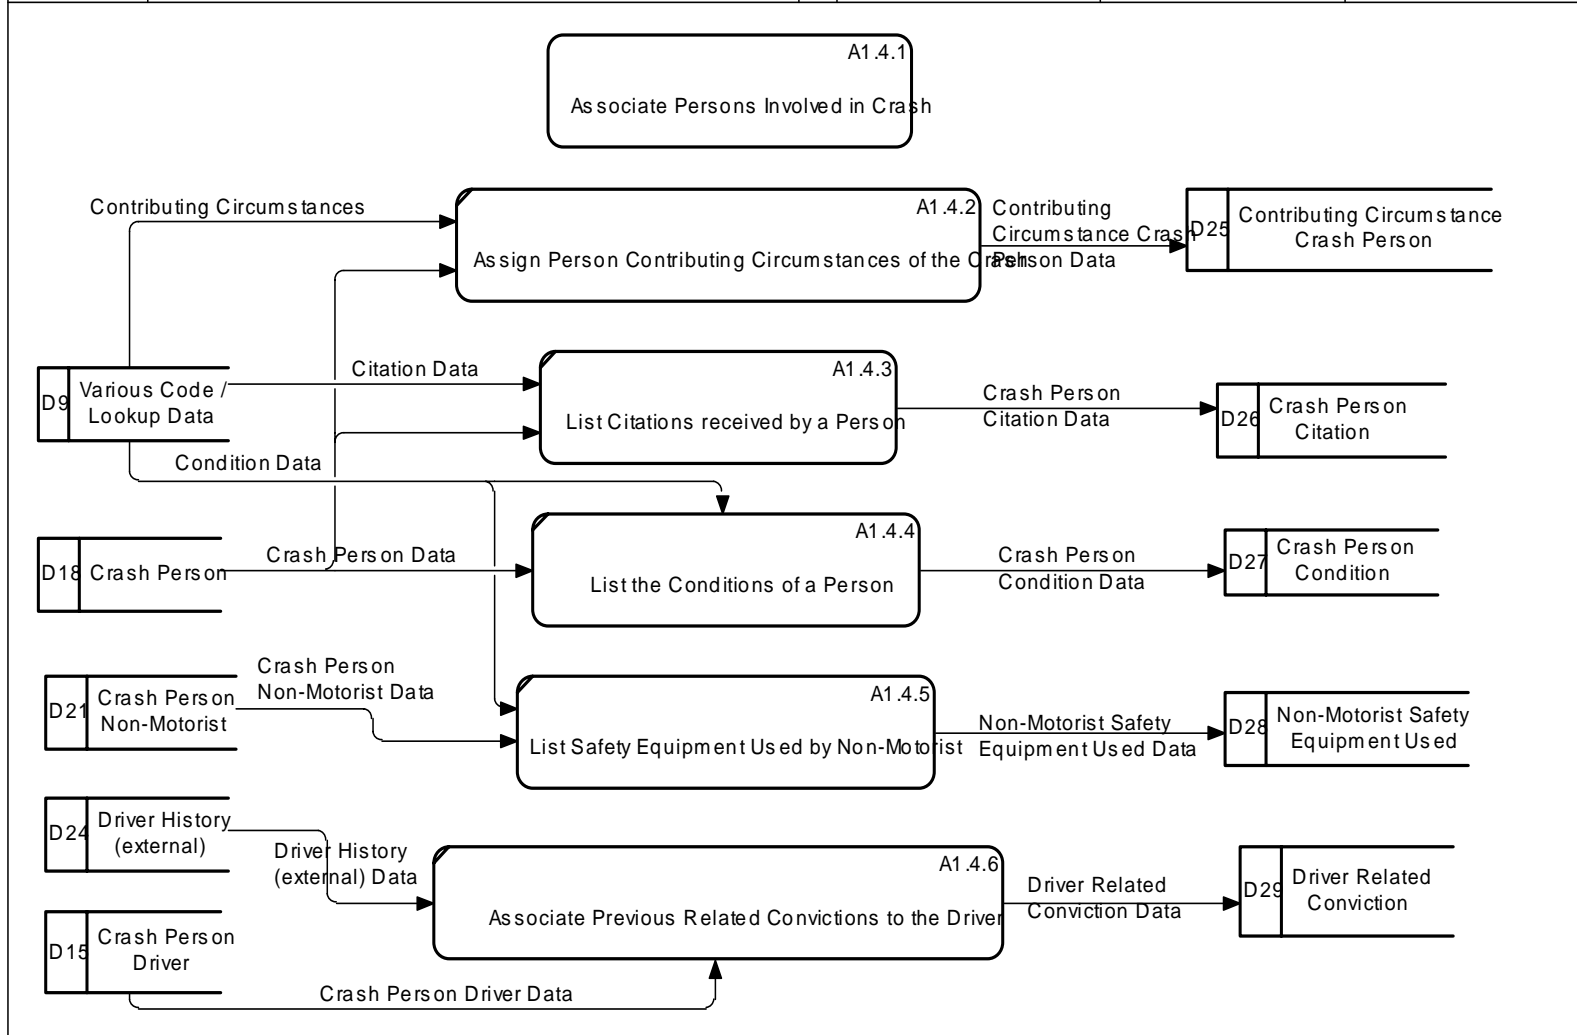 A1.4.1
Associate Persons Involved in Crash
Contributing Circumstances
A1.4.2
Assign Person Contributing Circumstances of the Crash
Contributing
Circumstance Crash
Person Data
D25
Contributing Circumstance
Crash Person
D9
Various Code /
Lookup Data
Citation Data
A1.4.3
List Citations received by a Person
Crash Person
Citation Data
D26
Crash Person
Citation
Condition Data
D18
Crash Person
Crash Person Data
A1.4.4
List the Conditions of a Person
Crash Person
Condition Data
D27
Crash Person
Condition
D21
Crash Person
Non-Motorist
Crash Person
Non-Motorist Data
A1.4.5
List Safety Equipment Used by Non-Motorist
Non-Motorist Safety
Equipment Used Data
D28
Non-Motorist Safety
Equipment Used
D24
Driver History
(external)
Driver History
(external) Data
A1.4.6
Associate Previous Related Convictions to the Driver
Driver Related
Conviction Data
D29
Driver Related
Conviction
D15
Crash Person
Driver
Crash Person Driver Data